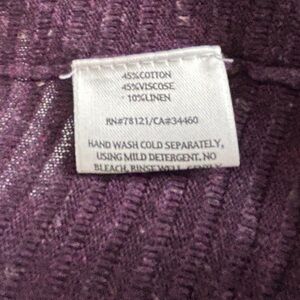 45%COTTON
45%VISCOSE
10%LINEN
RN#78121/CA#34460
HAND WASH COLD SEPARATELY,
USING MILD DETERGENT. NO
BLEACH. RINSE WELL. GENTLY